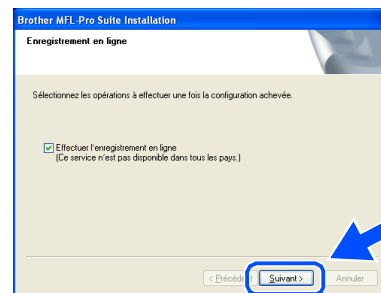 Brother MFL-Pro Suite Installation
Enregistrement en ligne
Sélectionnez les opérations à effectuer une fois la configuration achevée.
Effectuer l'enregistrement en ligne
(Ce service n'est pas disponible dans tous les pays.)
< Précéde Suivant > Annuler